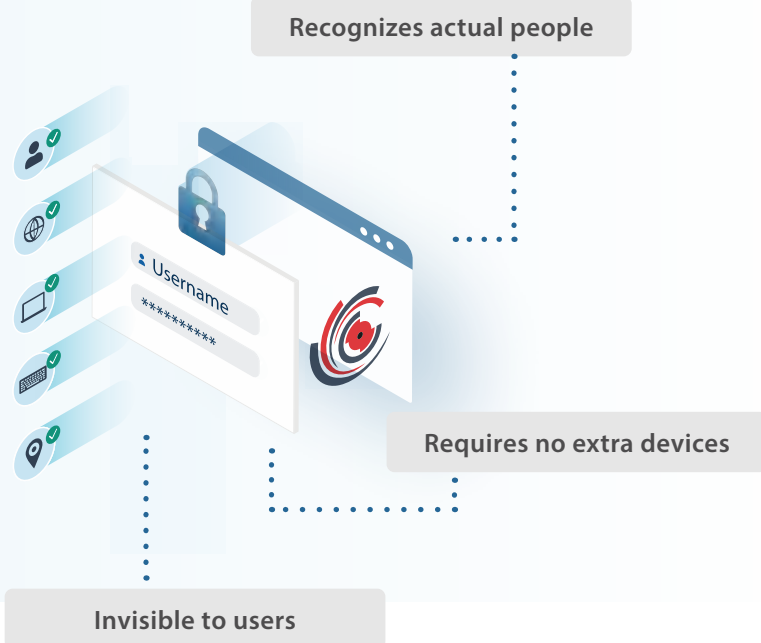 Recognizes actual people
Username
**********
Requires no extra devices
Invisible to users